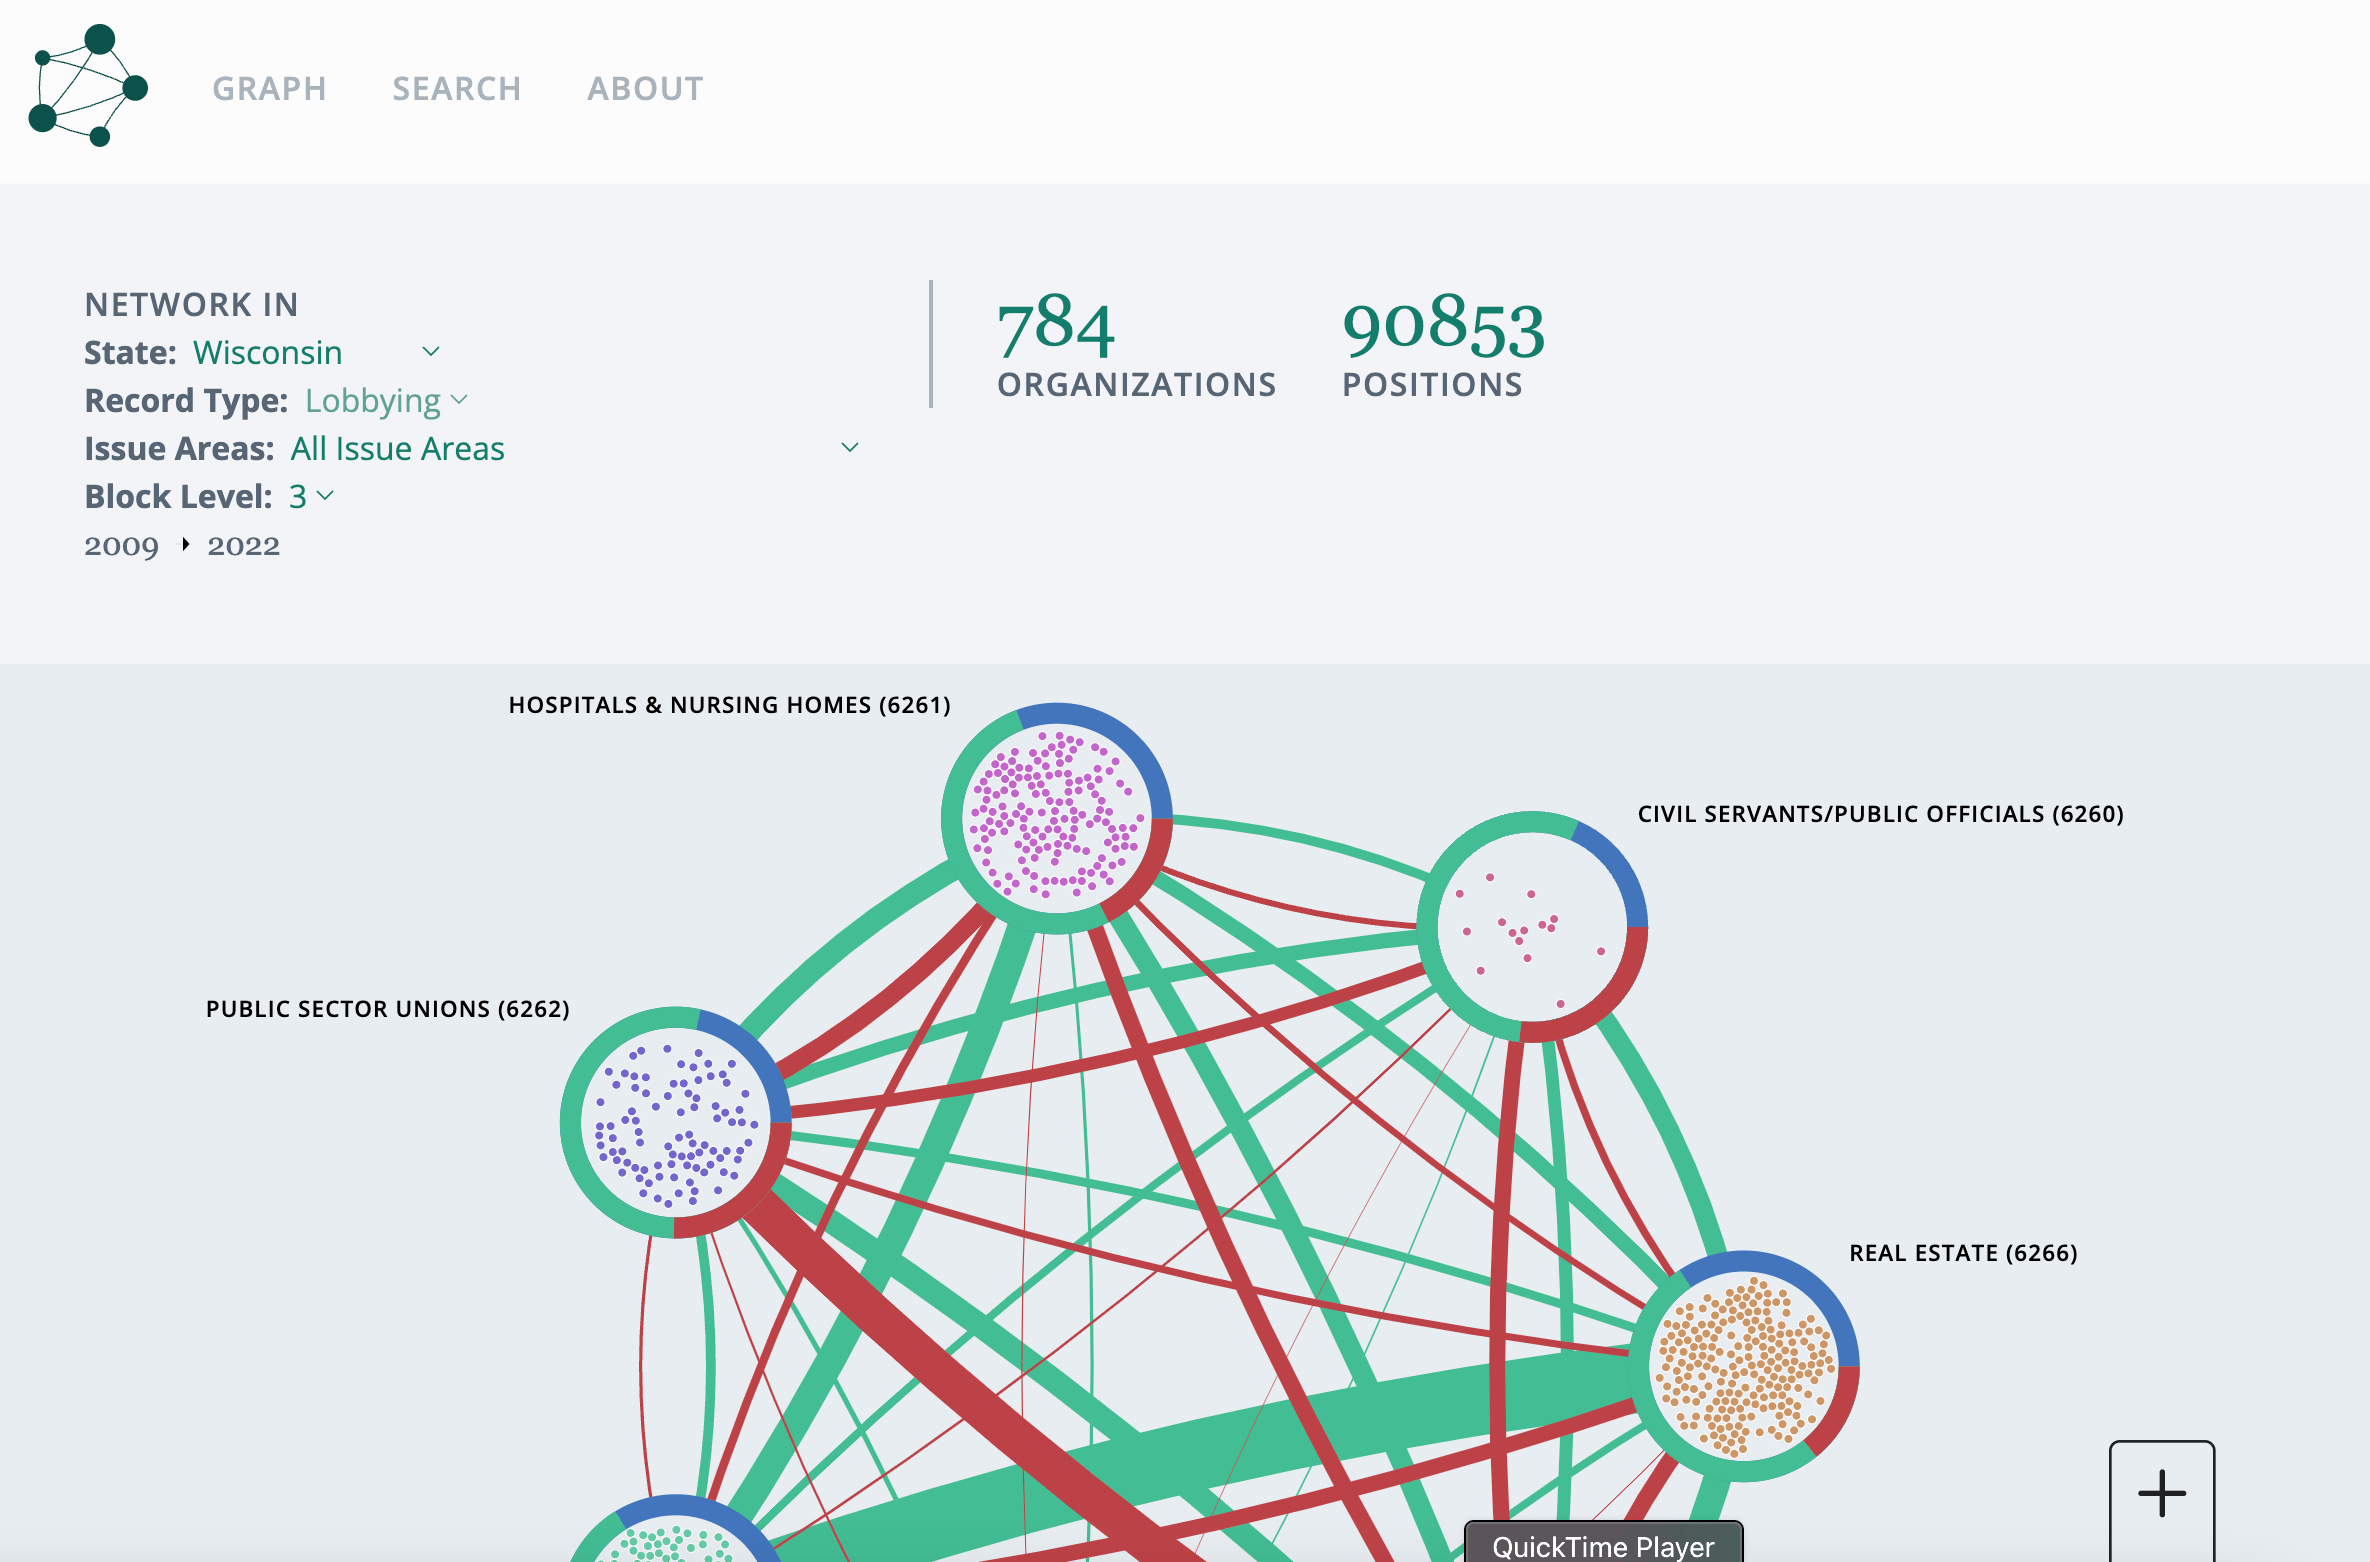 GRAPH SEARCH ABOUT
NETWORK IN
State: Wisconsin
Record Type: Lobbying
Issue Areas: All Issue Areas
Block Level: 3
2009 2022
784
ORGANIZATIONS
90853
POSITIONS
HOSPITALS & NURSING HOMES (6261)
CIVIL SERVANTS/PUBLIC OFFICIALS (6260)
PUBLIC SECTOR UNIONS (6262)
REAL ESTATE (6266)
+
QuickTime Player